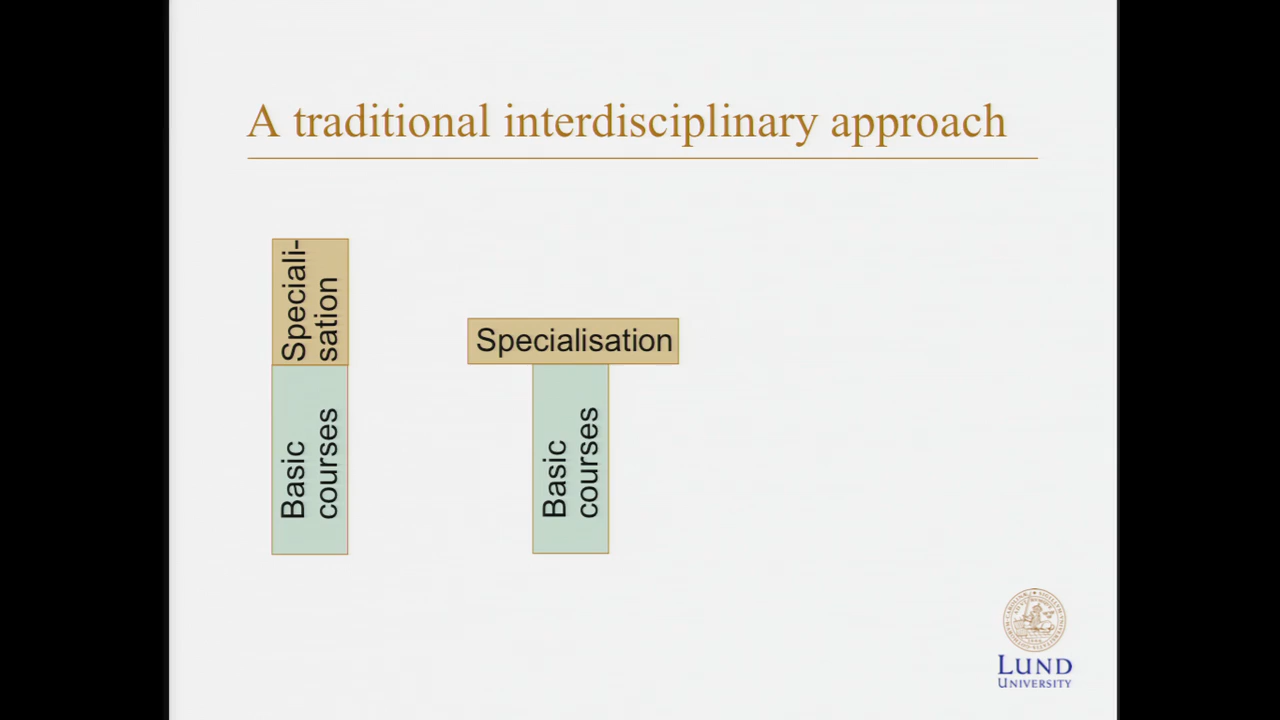 A traditional interdisciplinary approach
Speciali-
sation
Basic
courses
Specialisation
Basic
courses
LUND
UNIVERSITY